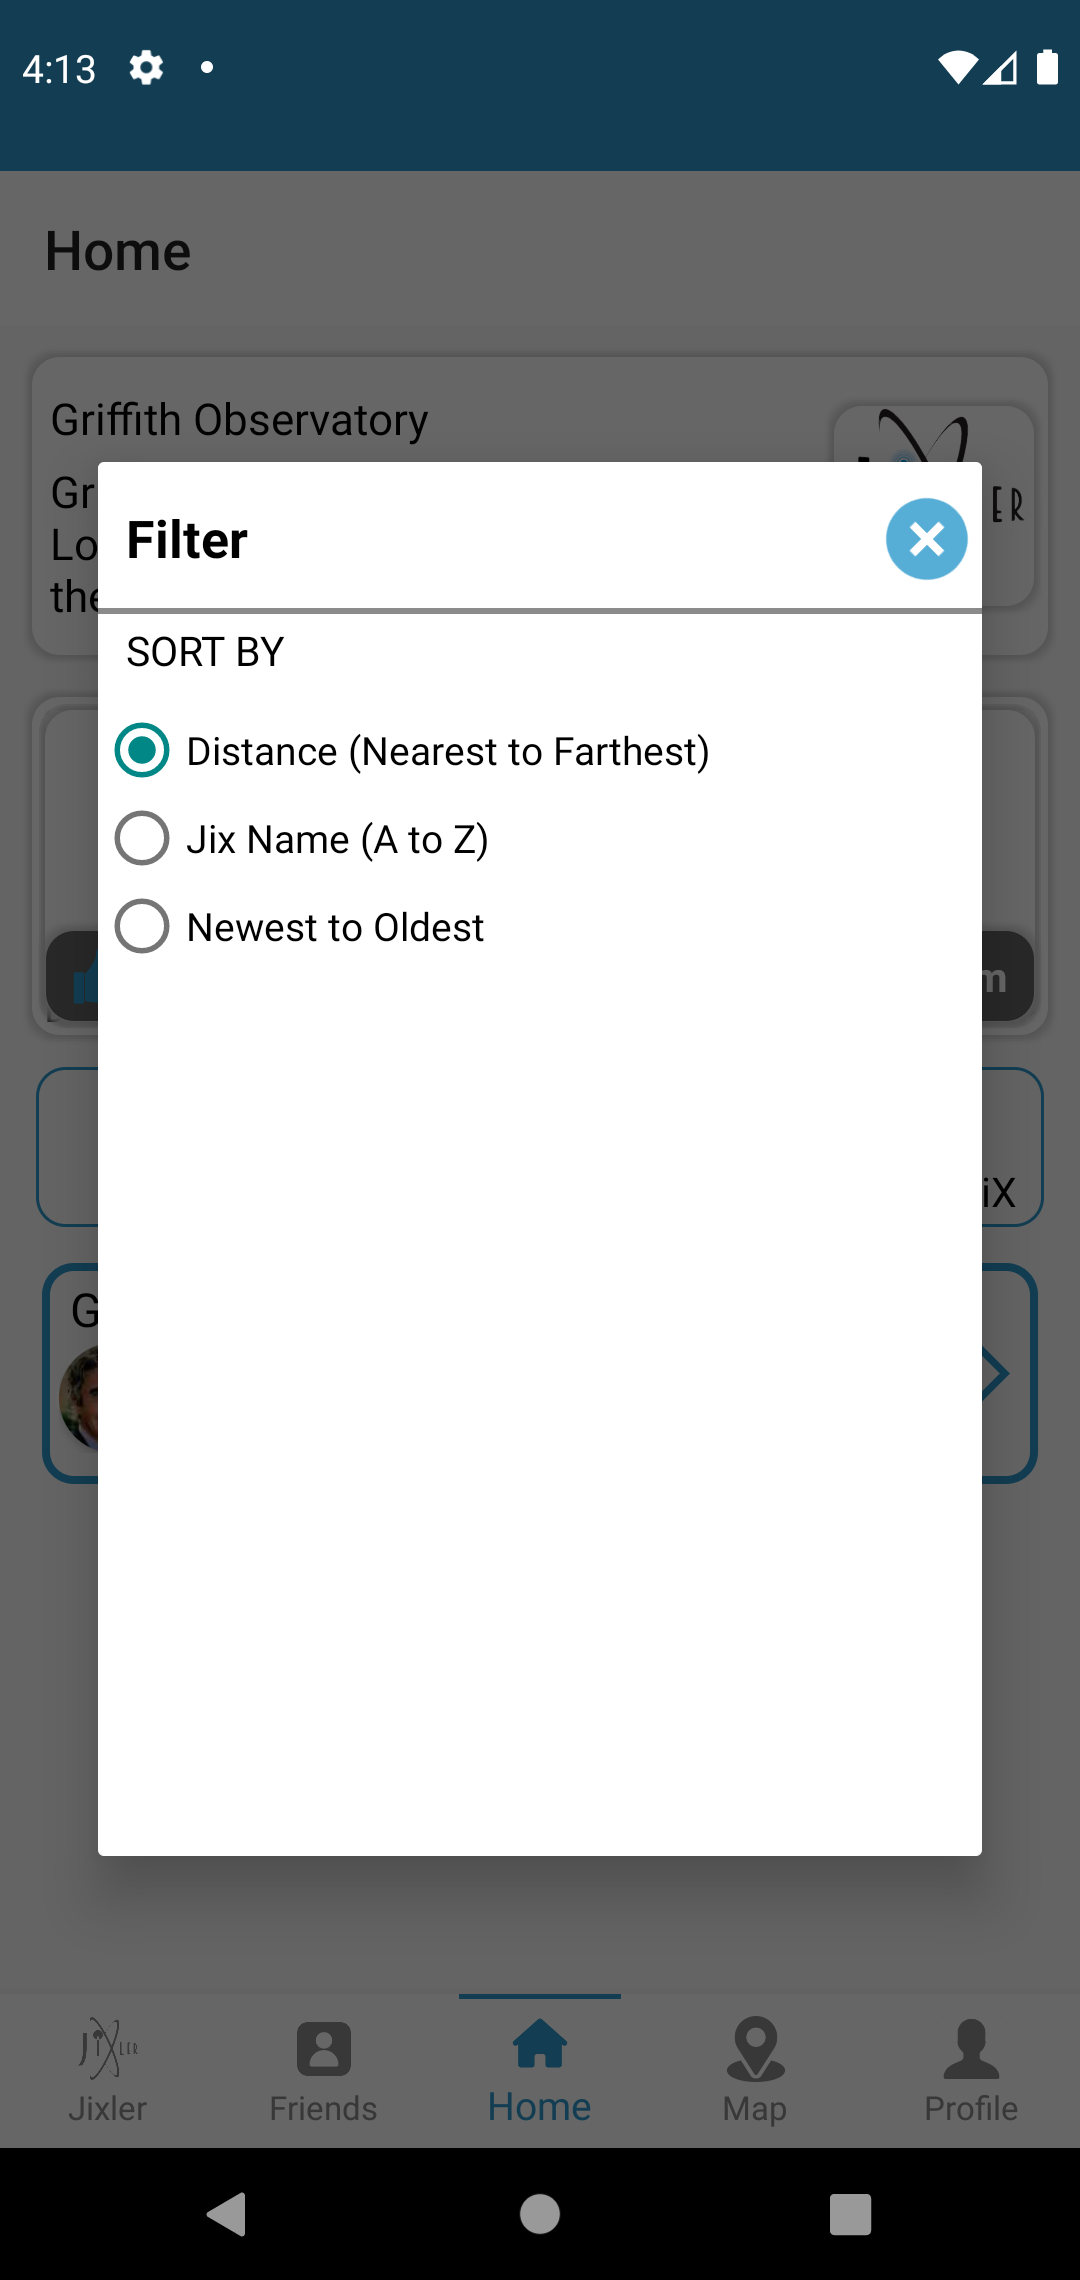 4:13
Home
Griffith Observatory
Gr
Lo
the
ER
Filter
SORT BY
Distance (Nearest to Farthest)
Jix Name (A to Z)
Newest to Oldest
m
iX
G
JiXLER
Jixler
Friends
Home
Map
Profile